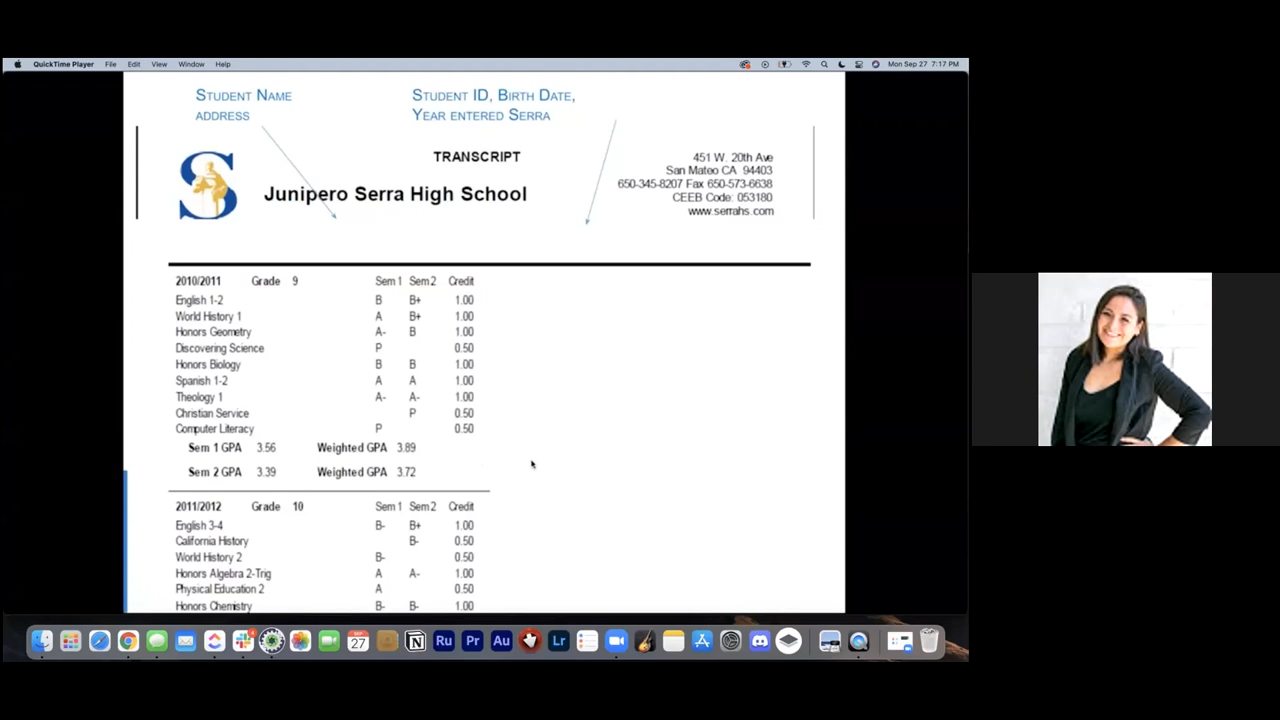 QuickTime Player File Edit View Window Help Mon Sep 27 7:17 PM
STUDENT NAME
ADDRESS
STUDENT ID, BIRTH DATE,
YEAR ENTERED SERRA
TRANSCRIPT
Junipero Serra High School
451 W. 20th Ave
San Mateo CA 94403
650-345-8207 Fax 650-573-6638
CEEB Code: 053180
www.serrahs.com
2010/2011 Grade 9 Sem 1 Sem 2 Credit
English 1-2 B B+ 1.00
World History 1 A B+ 1.00
Honors Geometry A- B 1.00
Discovering Science P 0.50
Honors Biology B B 1.00
Spanish 1-2 A A 1.00
Theology 1 A- A- 1.00
Christian Service P 0.50
Computer Literacy P 0.50
Sem 1 GPA 3.56 Weighted GPA 3.89
Sem 2 GPA 3.39 Weighted GPA 3.72
2011/2012 Grade 10 Sem 1 Sem 2 Credit
English 3-4 B- B+ 1.00
California History B- 0.50
World History 2 B- 0.50
Honors Algebra 2-Trig A A- 1.00
Physical Education 2 A 0.50
Honors Chemistry B- B- 1.00
27 Ru Pr Au Lr